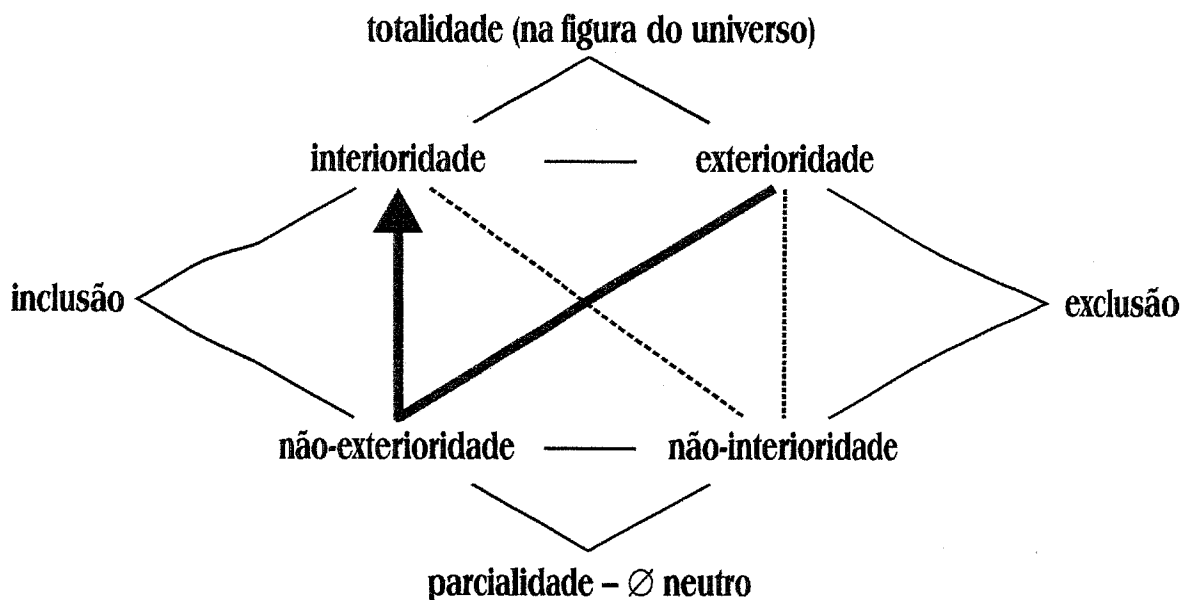 totalidade (na figura do universo)
interioridade exterioridade
inclusão exclusão
não-exterioridade não-interioridade
parcialidade – ∅ neutro